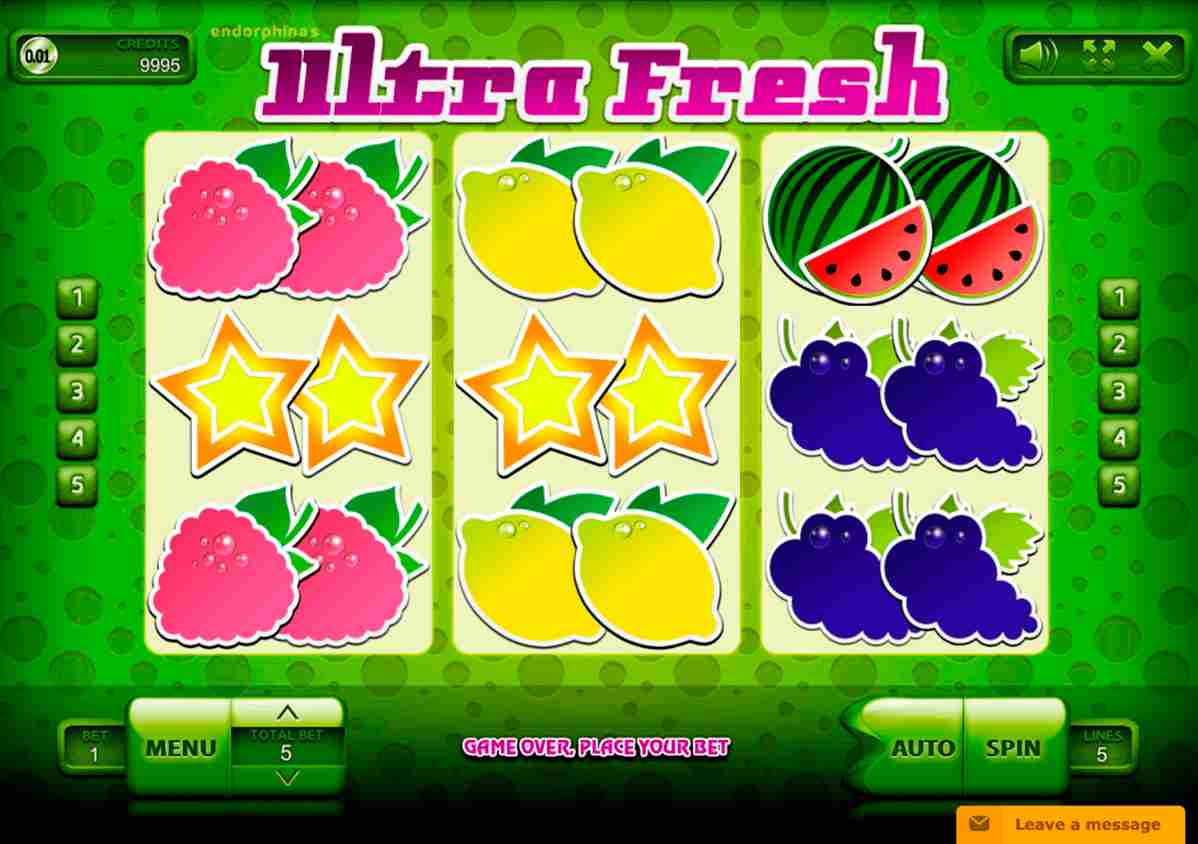 endorphina's
Ultra Fresh
0.01
CREDITS
9995
1
2
3
4
5
1
2
3
4
5
BET
1
MENU
TOTAL BET
5
GAME OVER, PLACE YOUR BET
AUTO
SPIN
LINES
5
Leave a message